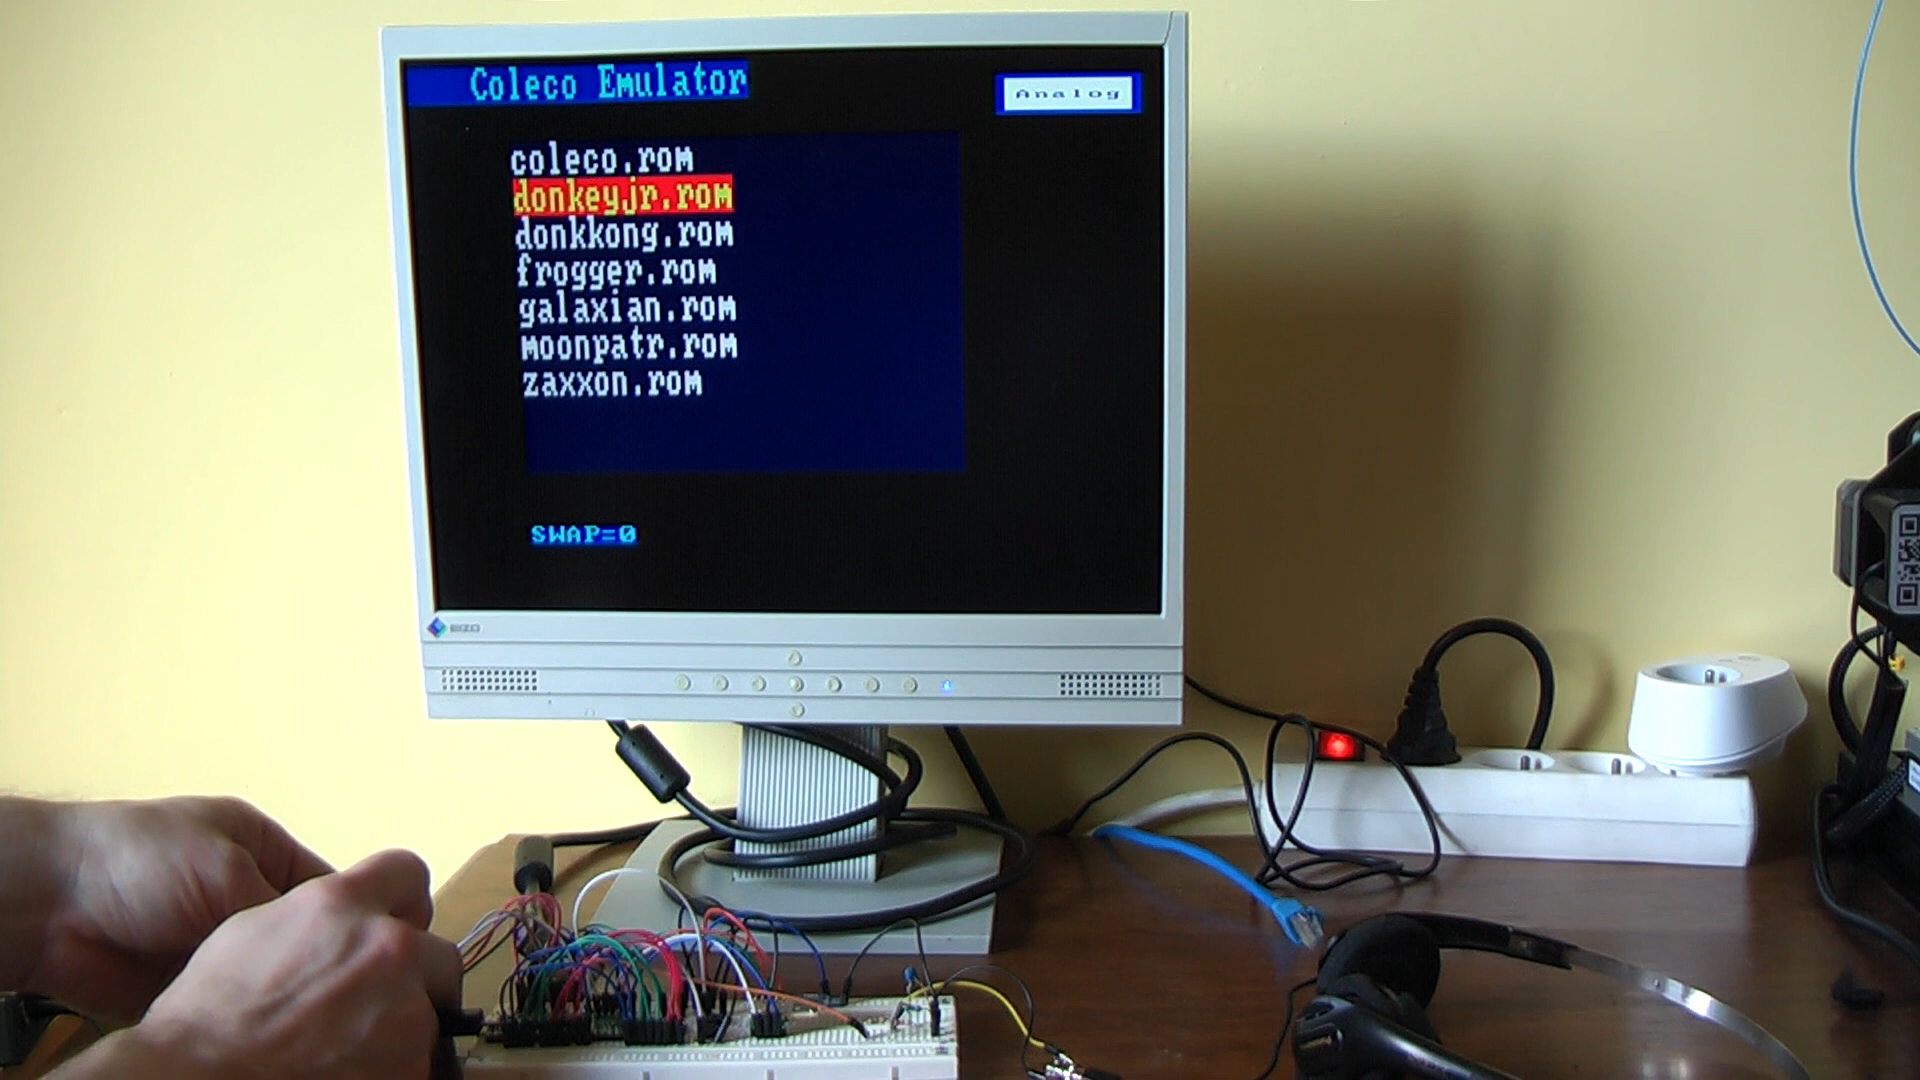 Coleco Emulator
Analog
coleco.rom
donkeyjr.rom
donkkong.rom
frogger.rom
galaxian.rom
moonpatr.rom
zaxxon.rom
SWAP=0
EIZO